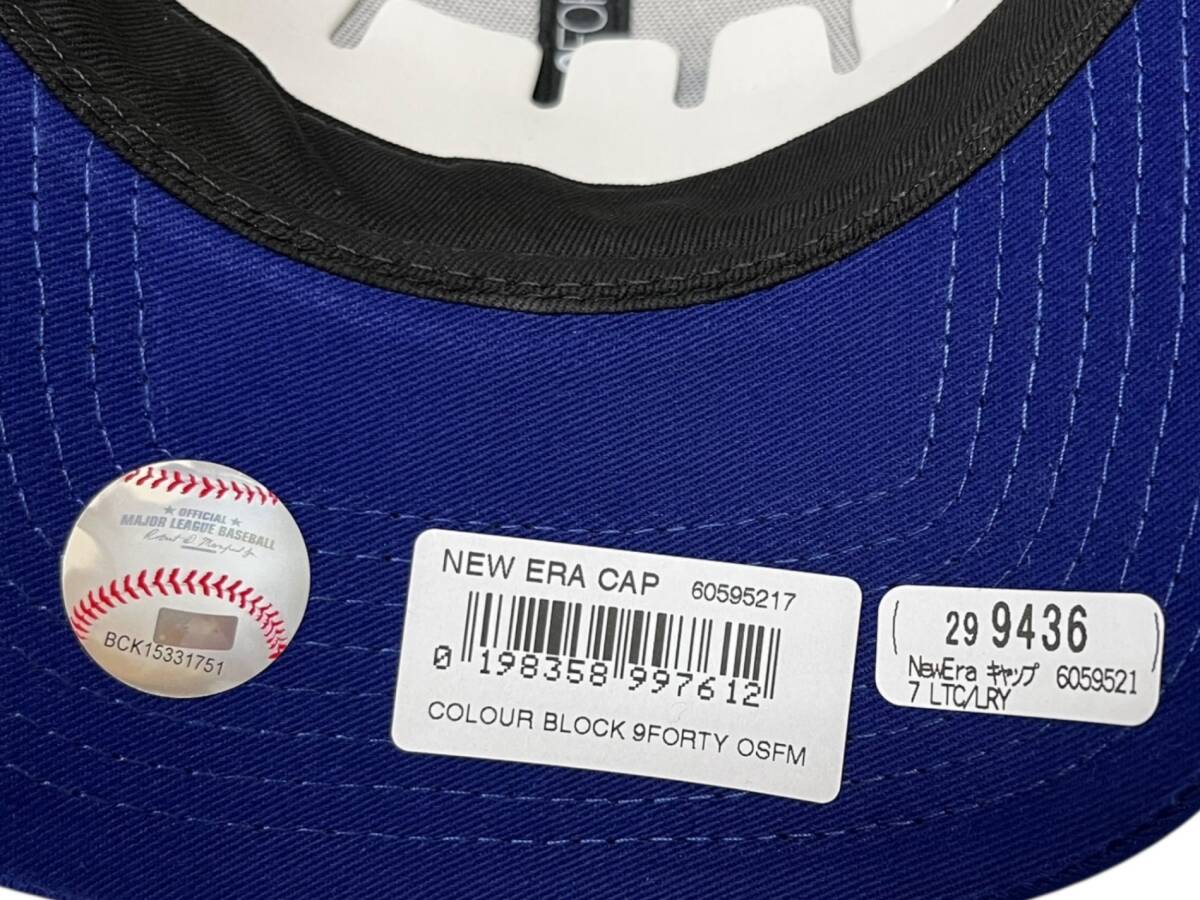 FOR
★ OFFICIAL ★
MAJOR LEAGUE BASEBALL
BCK15331751
NEW ERA CAP 60595217
0 198358 997612
COLOUR BLOCK 9FORTY OSFM
29 9436
NewEra キャップ 6059521
7 LTC/LRY